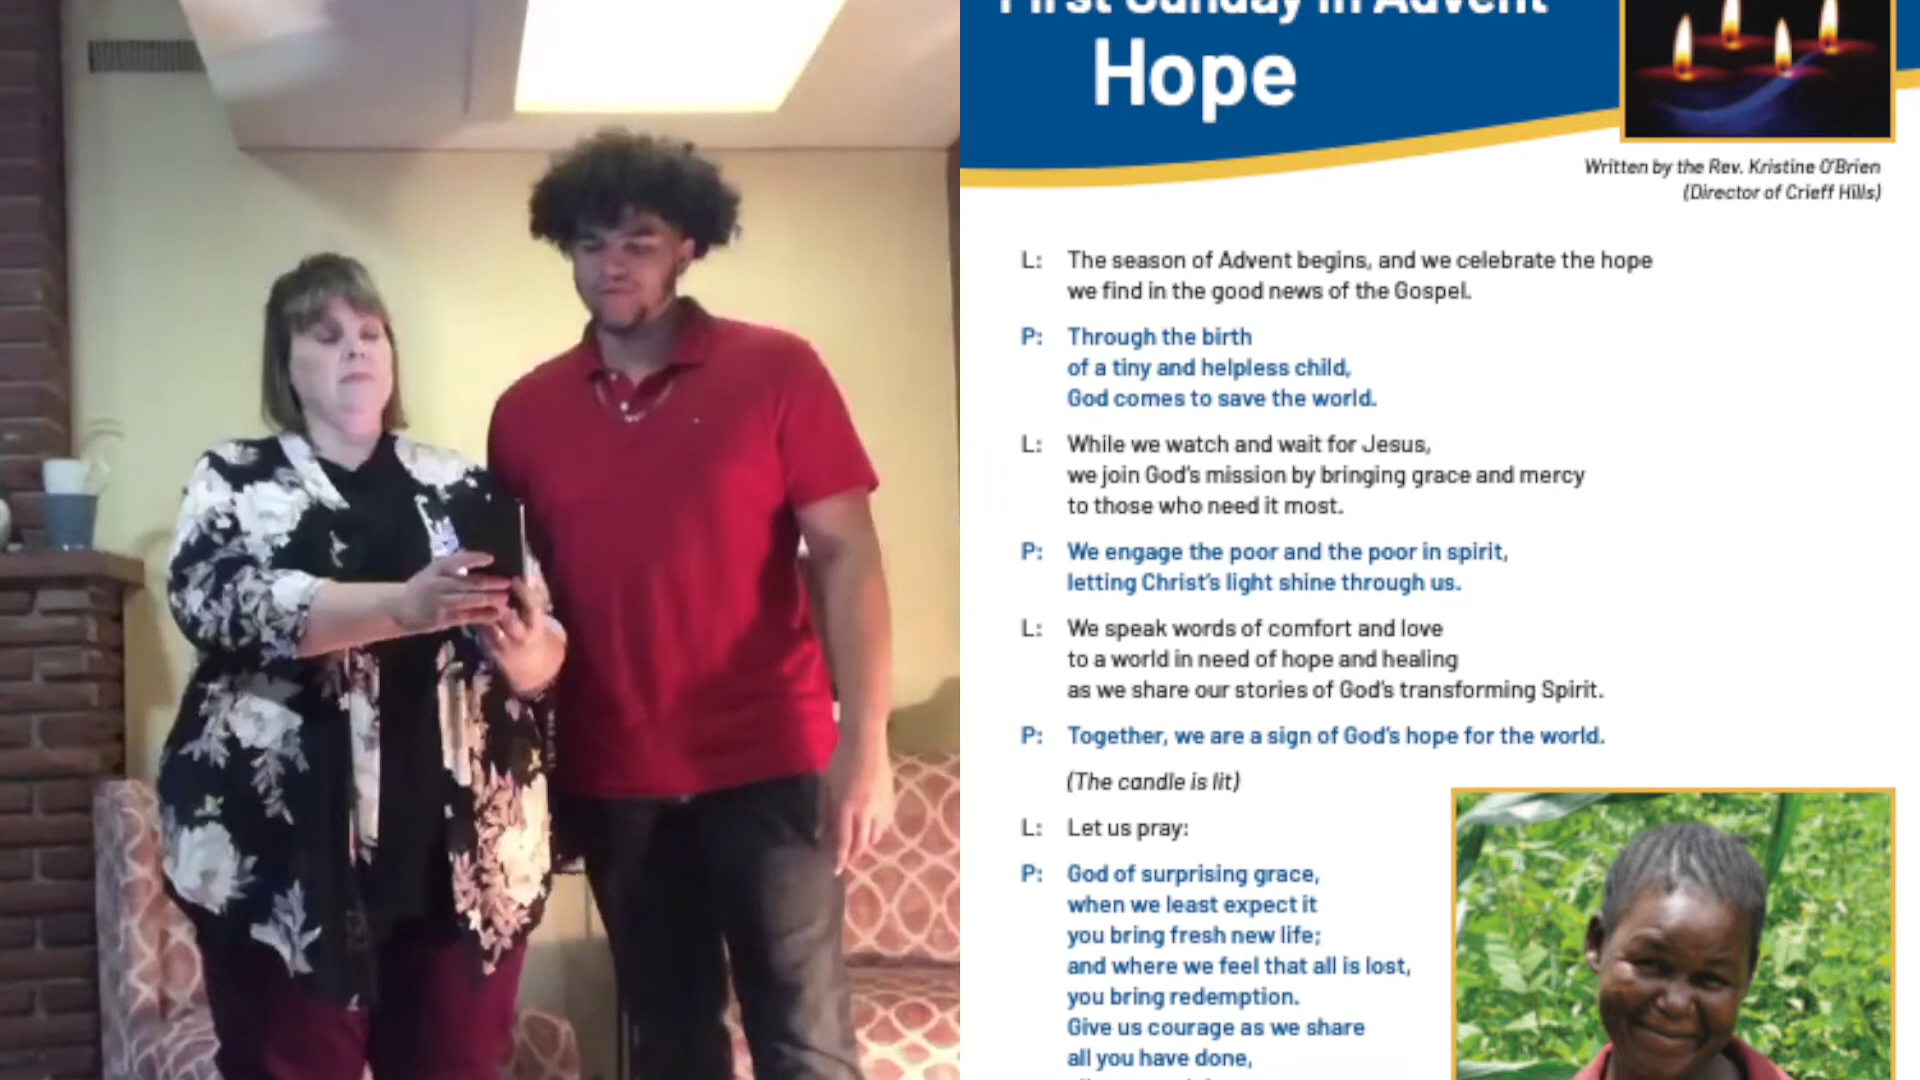 First Sunday in Advent
Hope
Written by the Rev. Kristine O'Brien
(Director of Crieff Hills)
L: The season of Advent begins, and we celebrate the hope
we find in the good news of the Gospel.
P: Through the birth
of a tiny and helpless child,
God comes to save the world.
L: While we watch and wait for Jesus,
we join God's mission by bringing grace and mercy
to those who need it most.
P: We engage the poor and the poor in spirit,
letting Christ's light shine through us.
L: We speak words of comfort and love
to a world in need of hope and healing
as we share our stories of God's transforming Spirit.
P: Together, we are a sign of God's hope for the world.
(The candle is lit)
L: Let us pray:
P: God of surprising grace,
when we least expect it
you bring fresh new life;
and where we feel that all is lost,
you bring redemption.
Give us courage as we share
all you have done,